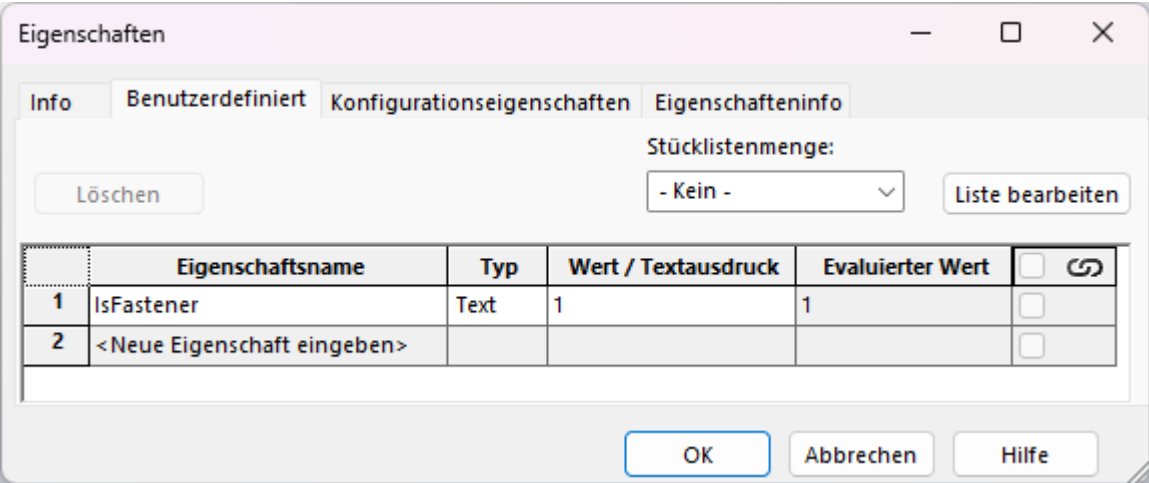 Eigenschaften
Info Benutzerdefiniert Konfigurationseigenschaften Eigenschafteninfo
Stücklistenmenge:
Löschen - Kein - Liste bearbeiten
Eigenschaftsname Typ Wert / Textausdruck Evaluierter Wert
1 IsFastener Text 1 1
2 <Neue Eigenschaft eingeben>
OK Abbrechen Hilfe